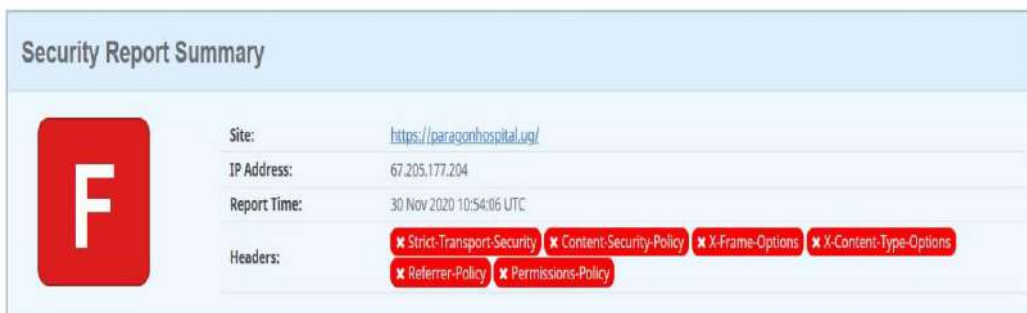 Security Report Summary
F
Site: https://paragonhospital.ug/
IP Address: 67.205.177.204
Report Time: 30 Nov 2020 10:54:06 UTC
Headers: ✖ Strict-Transport-Security ✖ Content-Security-Policy ✖ X-Frame-Options ✖ X-Content-Type-Options
✖ Referrer-Policy ✖ Permissions-Policy